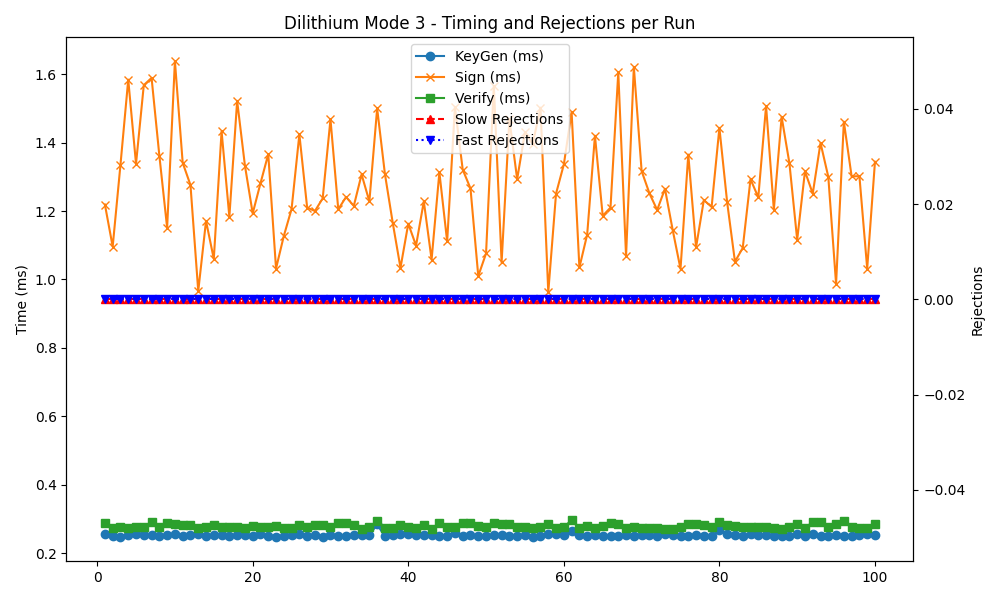 Dilithium Mode 3 - Timing and Rejections per Run
KeyGen (ms)
Sign (ms)
Verify (ms)
Slow Rejections
Fast Rejections
Time (ms)
1.6
1.4
1.2
1.0
0.8
0.6
0.4
0.2
0
20
40
60
80
100
0.04
0.02
0.00
−0.02
−0.04
Rejections